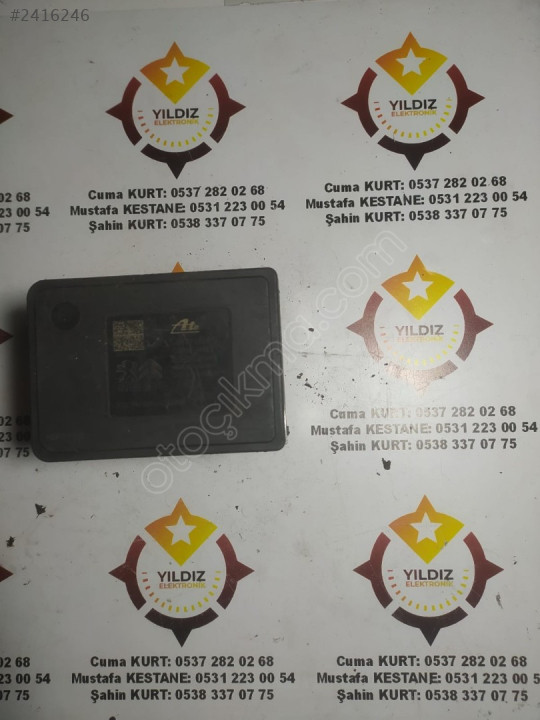 #2416246
YILDIZ
ELEKTRONİK
YILDIZ
ELEKTRONİK
0 2 68
223 00 54
7 0 75
Cuma KURT: 0537 282 02 68
Mustafa KESTANE: 0531 223 00 54
Şahin KURT: 0538 337 07 75
Cuma KURT: 0537 282 02 68
Mustafa KESTANE: 0531 223 00 54
Şahin KURT: 0538 337 07 75
otoçıkma.com
Ate
YILDIZ
ELEKTRONİK
Cuma KURT: 0537 282 02 68
Mustafa KESTANE: 0531 223 00 54
Şahin KURT: 0538 337 07 75
YILDIZ
ELEKTRONİK
YILDIZ
ELEKTRONİK
02 68
223 00 54
07 75
Cuma KURT: 0537 282 02 68
Mustafa KESTANE: 0531 223 00 54
Şahin KURT: 0538 337 07 75
Cuma KURT: 0537 282 02 68
Mustafa KESTANE: 0531 223 00 54
Şahin KURT: 0538 337 07 75